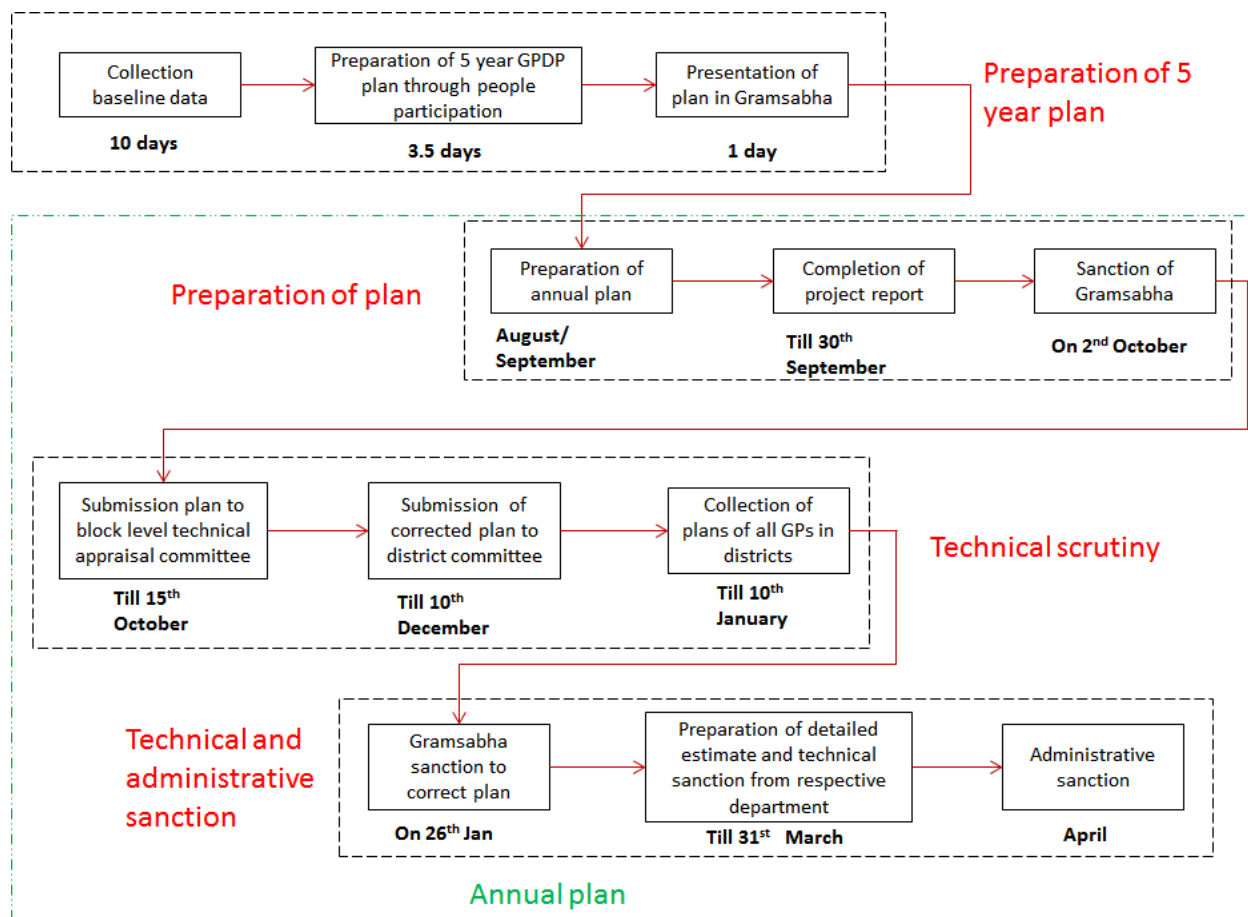 Collection
baseline data
10 days
Preparation of 5 year GPDP
plan through people
participation
3.5 days
Presentation of
plan in Gramsabha
1 day
Preparation of 5
year plan
Preparation of plan
Preparation of
annual plan
August/
September
Completion of
project report
Till 30th
September
Sanction of
Gramsabha
On 2nd October
Submission plan to
block level technical
appraisal committee
Till 15th
October
Submission of
corrected plan to
district committee
Till 10th
December
Collection of
plans of all GPs in
districts
Till 10th
January
Technical scrutiny
Technical and
administrative
sanction
Gramsabha
sanction to
correct plan
On 26th Jan
Preparation of detailed
estimate and technical
sanction from respective
department
Till 31st March
Administrative
sanction
April
Annual plan